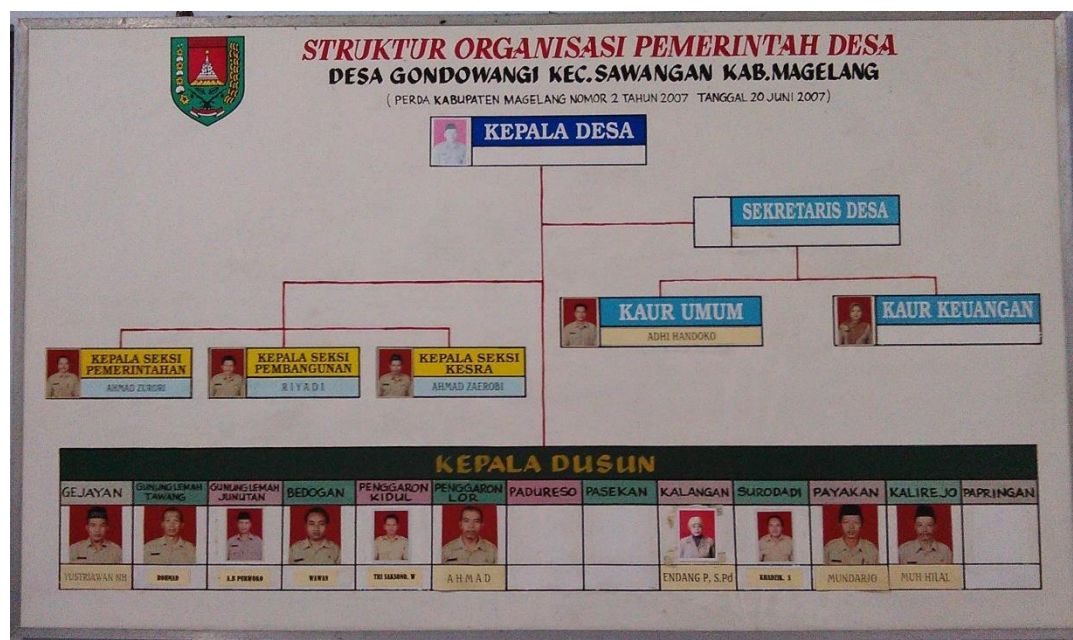 STRUKTUR ORGANISASI PEMERINTAH DESA
DESA GONDOWANGI KEC.SAWANGAN KAB.MAGELANG
( PERDA KABUPATEN MAGELANG NOMOR 2 TAHUN 2007 TANGGAL 20 JUNI 2007)
KEPALA DESA
SEKRETARIS DESA
KAUR UMUM
ADHI HANDOKO
KAUR KEUANGAN
KEPALA SEKSI
PEMERINTAHAN
AHMAD
KEPALA SEKSI
PEMBANGUNAN
RIYADI
KEPALA SEKSI
KESRA
AHMAD ZAEROBI
KEPALA DUSUN
GEJAYAN
GUNUNG LEMAH
TAWANG
GUNUNG LEMAH
JUNUTAN
BEDOGAN
PENGGARON
KIDUL
PENGGARON
LOR
PADURESO
PASEKAN
KALANGAN
SURODADI
PAYAKAN
KALIREJO
PAPRINGAN
YUSTRIAWAN NH
ROHMAD
WAWAN
TRI SAKSONO. W
AHMAD
ENDANG P, S.Pd
MUNDARJO
MUH HILAL